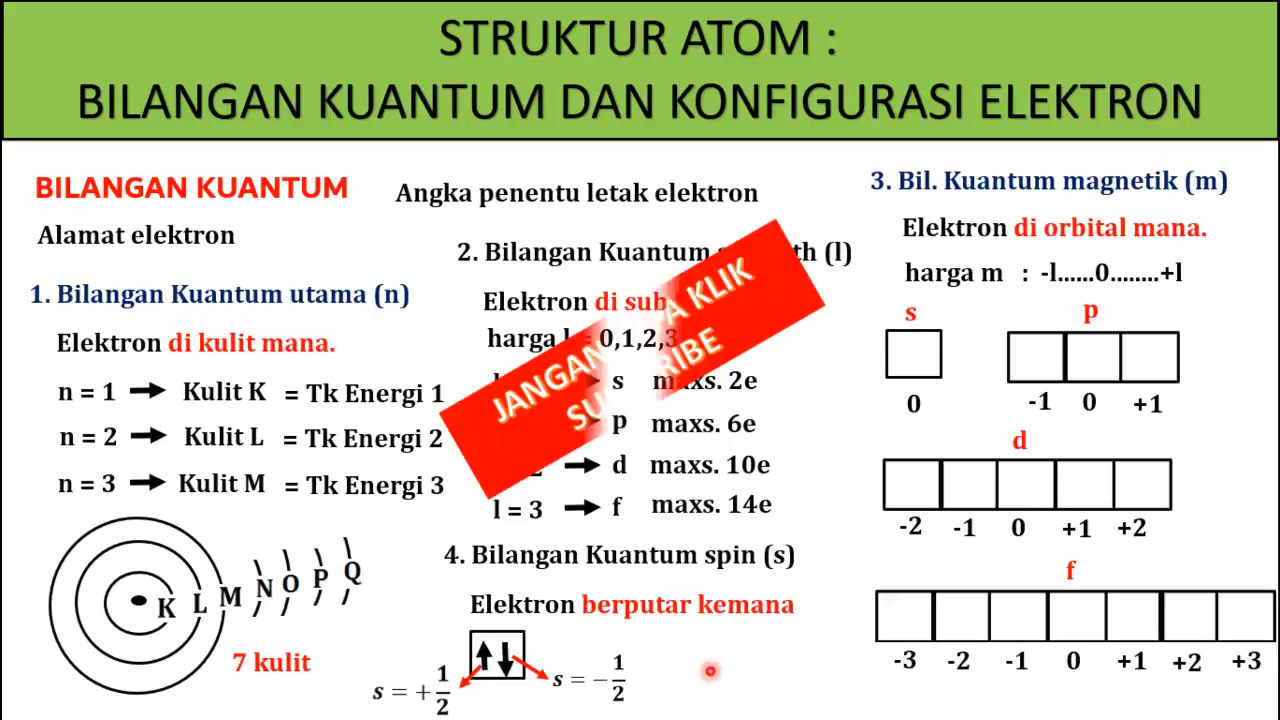 STRUKTUR ATOM :
BILANGAN KUANTUM DAN KONFIGURASI ELEKTRON
BILANGAN KUANTUM
Angka penentu letak elektron
Alamat elektron
1. Bilangan Kuantum utama (n)
Elektron di kulit mana.
n = 1 Kulit K = Tk Energi 1
n = 2 Kulit L = Tk Energi 2
n = 3 Kulit M = Tk Energi 3
K L M N O P Q
7 kulit
2. Bilangan Kuantum (l)
Elektron di sub
harga l = 0,1,2,3
s maxs. 2e
p maxs. 6e
d maxs. 10e
l = 3 f maxs. 14e
JANGAN A KLIK
SU RIBE
4. Bilangan Kuantum spin (s)
Elektron berputar kemana
s = + 1/2
s = − 1/2
3. Bil. Kuantum magnetik (m)
Elektron di orbital mana.
harga m : -l......0........+l
s
0
p
-1 0 +1
d
-2 -1 0 +1 +2
f
-3 -2 -1 0 +1 +2 +3